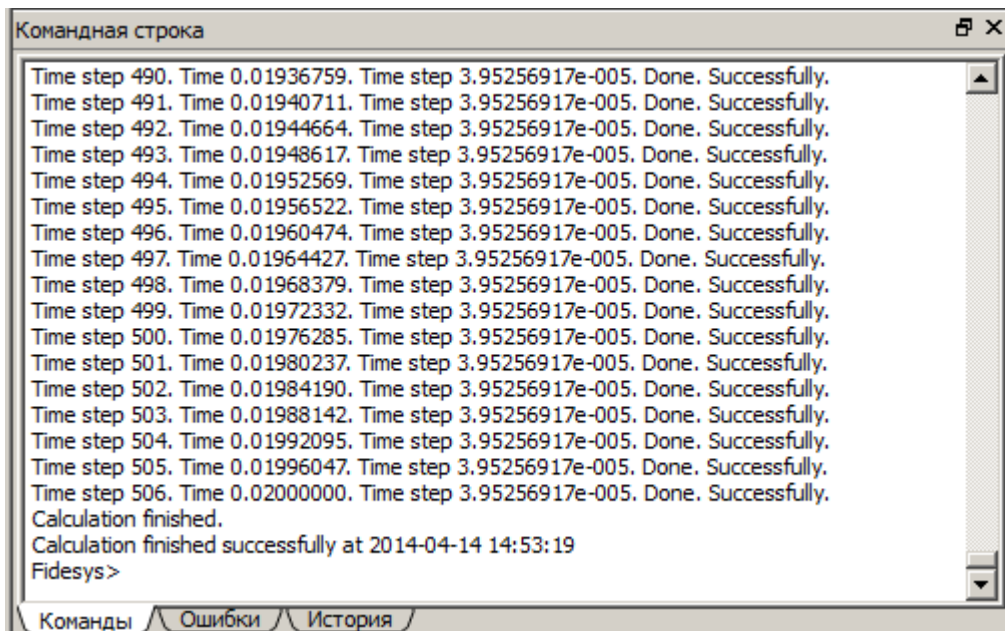 Командная строка
Time step 490. Time 0.01936759. Time step 3.95256917e-005. Done. Successfully.
Time step 491. Time 0.01940711. Time step 3.95256917e-005. Done. Successfully.
Time step 492. Time 0.01944664. Time step 3.95256917e-005. Done. Successfully.
Time step 493. Time 0.01948617. Time step 3.95256917e-005. Done. Successfully.
Time step 494. Time 0.01952569. Time step 3.95256917e-005. Done. Successfully.
Time step 495. Time 0.01956522. Time step 3.95256917e-005. Done. Successfully.
Time step 496. Time 0.01960474. Time step 3.95256917e-005. Done. Successfully.
Time step 497. Time 0.01964427. Time step 3.95256917e-005. Done. Successfully.
Time step 498. Time 0.01968379. Time step 3.95256917e-005. Done. Successfully.
Time step 499. Time 0.01972332. Time step 3.95256917e-005. Done. Successfully.
Time step 500. Time 0.01976285. Time step 3.95256917e-005. Done. Successfully.
Time step 501. Time 0.01980237. Time step 3.95256917e-005. Done. Successfully.
Time step 502. Time 0.01984190. Time step 3.95256917e-005. Done. Successfully.
Time step 503. Time 0.01988142. Time step 3.95256917e-005. Done. Successfully.
Time step 504. Time 0.01992095. Time step 3.95256917e-005. Done. Successfully.
Time step 505. Time 0.01996047. Time step 3.95256917e-005. Done. Successfully.
Time step 506. Time 0.02000000. Time step 3.95256917e-005. Done. Successfully.
Calculation finished.
Calculation finished successfully at 2014-04-14 14:53:19
Fidesys>
Команды Ошибки История